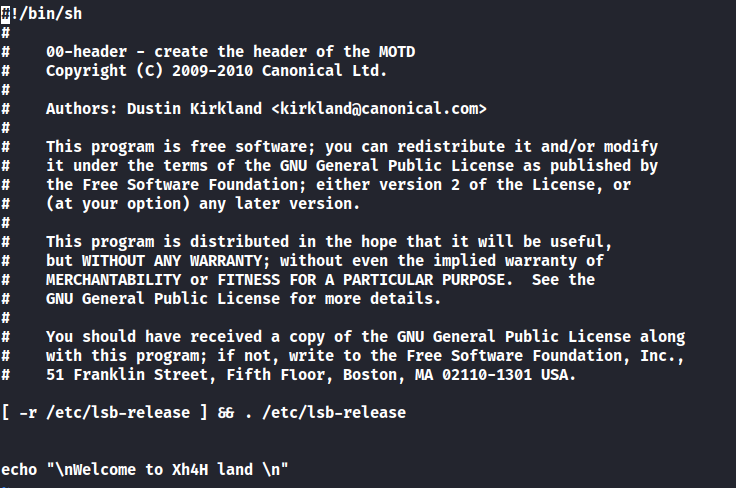 #!/bin/sh
#
#    00-header - create the header of the MOTD
#    Copyright (C) 2009-2010 Canonical Ltd.
#
#    Authors: Dustin Kirkland <kirkland@canonical.com>
#
#    This program is free software; you can redistribute it and/or modify
#    it under the terms of the GNU General Public License as published by
#    the Free Software Foundation; either version 2 of the License, or
#    (at your option) any later version.
#
#    This program is distributed in the hope that it will be useful,
#    but WITHOUT ANY WARRANTY; without even the implied warranty of
#    MERCHANTABILITY or FITNESS FOR A PARTICULAR PURPOSE.  See the
#    GNU General Public License for more details.
#
#    You should have received a copy of the GNU General Public License along
#    with this program; if not, write to the Free Software Foundation, Inc.,
#    51 Franklin Street, Fifth Floor, Boston, MA 02110-1301 USA.

[ -r /etc/lsb-release ] && . /etc/lsb-release


echo "\nWelcome to Xh4H land \n"